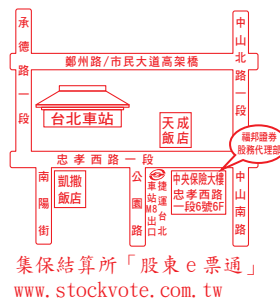 承德路一段
中山北路一段
鄭州路/市民大道高架橋
台北車站
天成
飯店
福邦證券
股務代理部
忠孝西路一段
南陽街
凱撒
飯店
公園路
捷運台北
車站M8出口
中央保險大樓
忠孝西路
一段6號6F
中山南路
集保結算所「股東e票通」
www.stockvote.com.tw